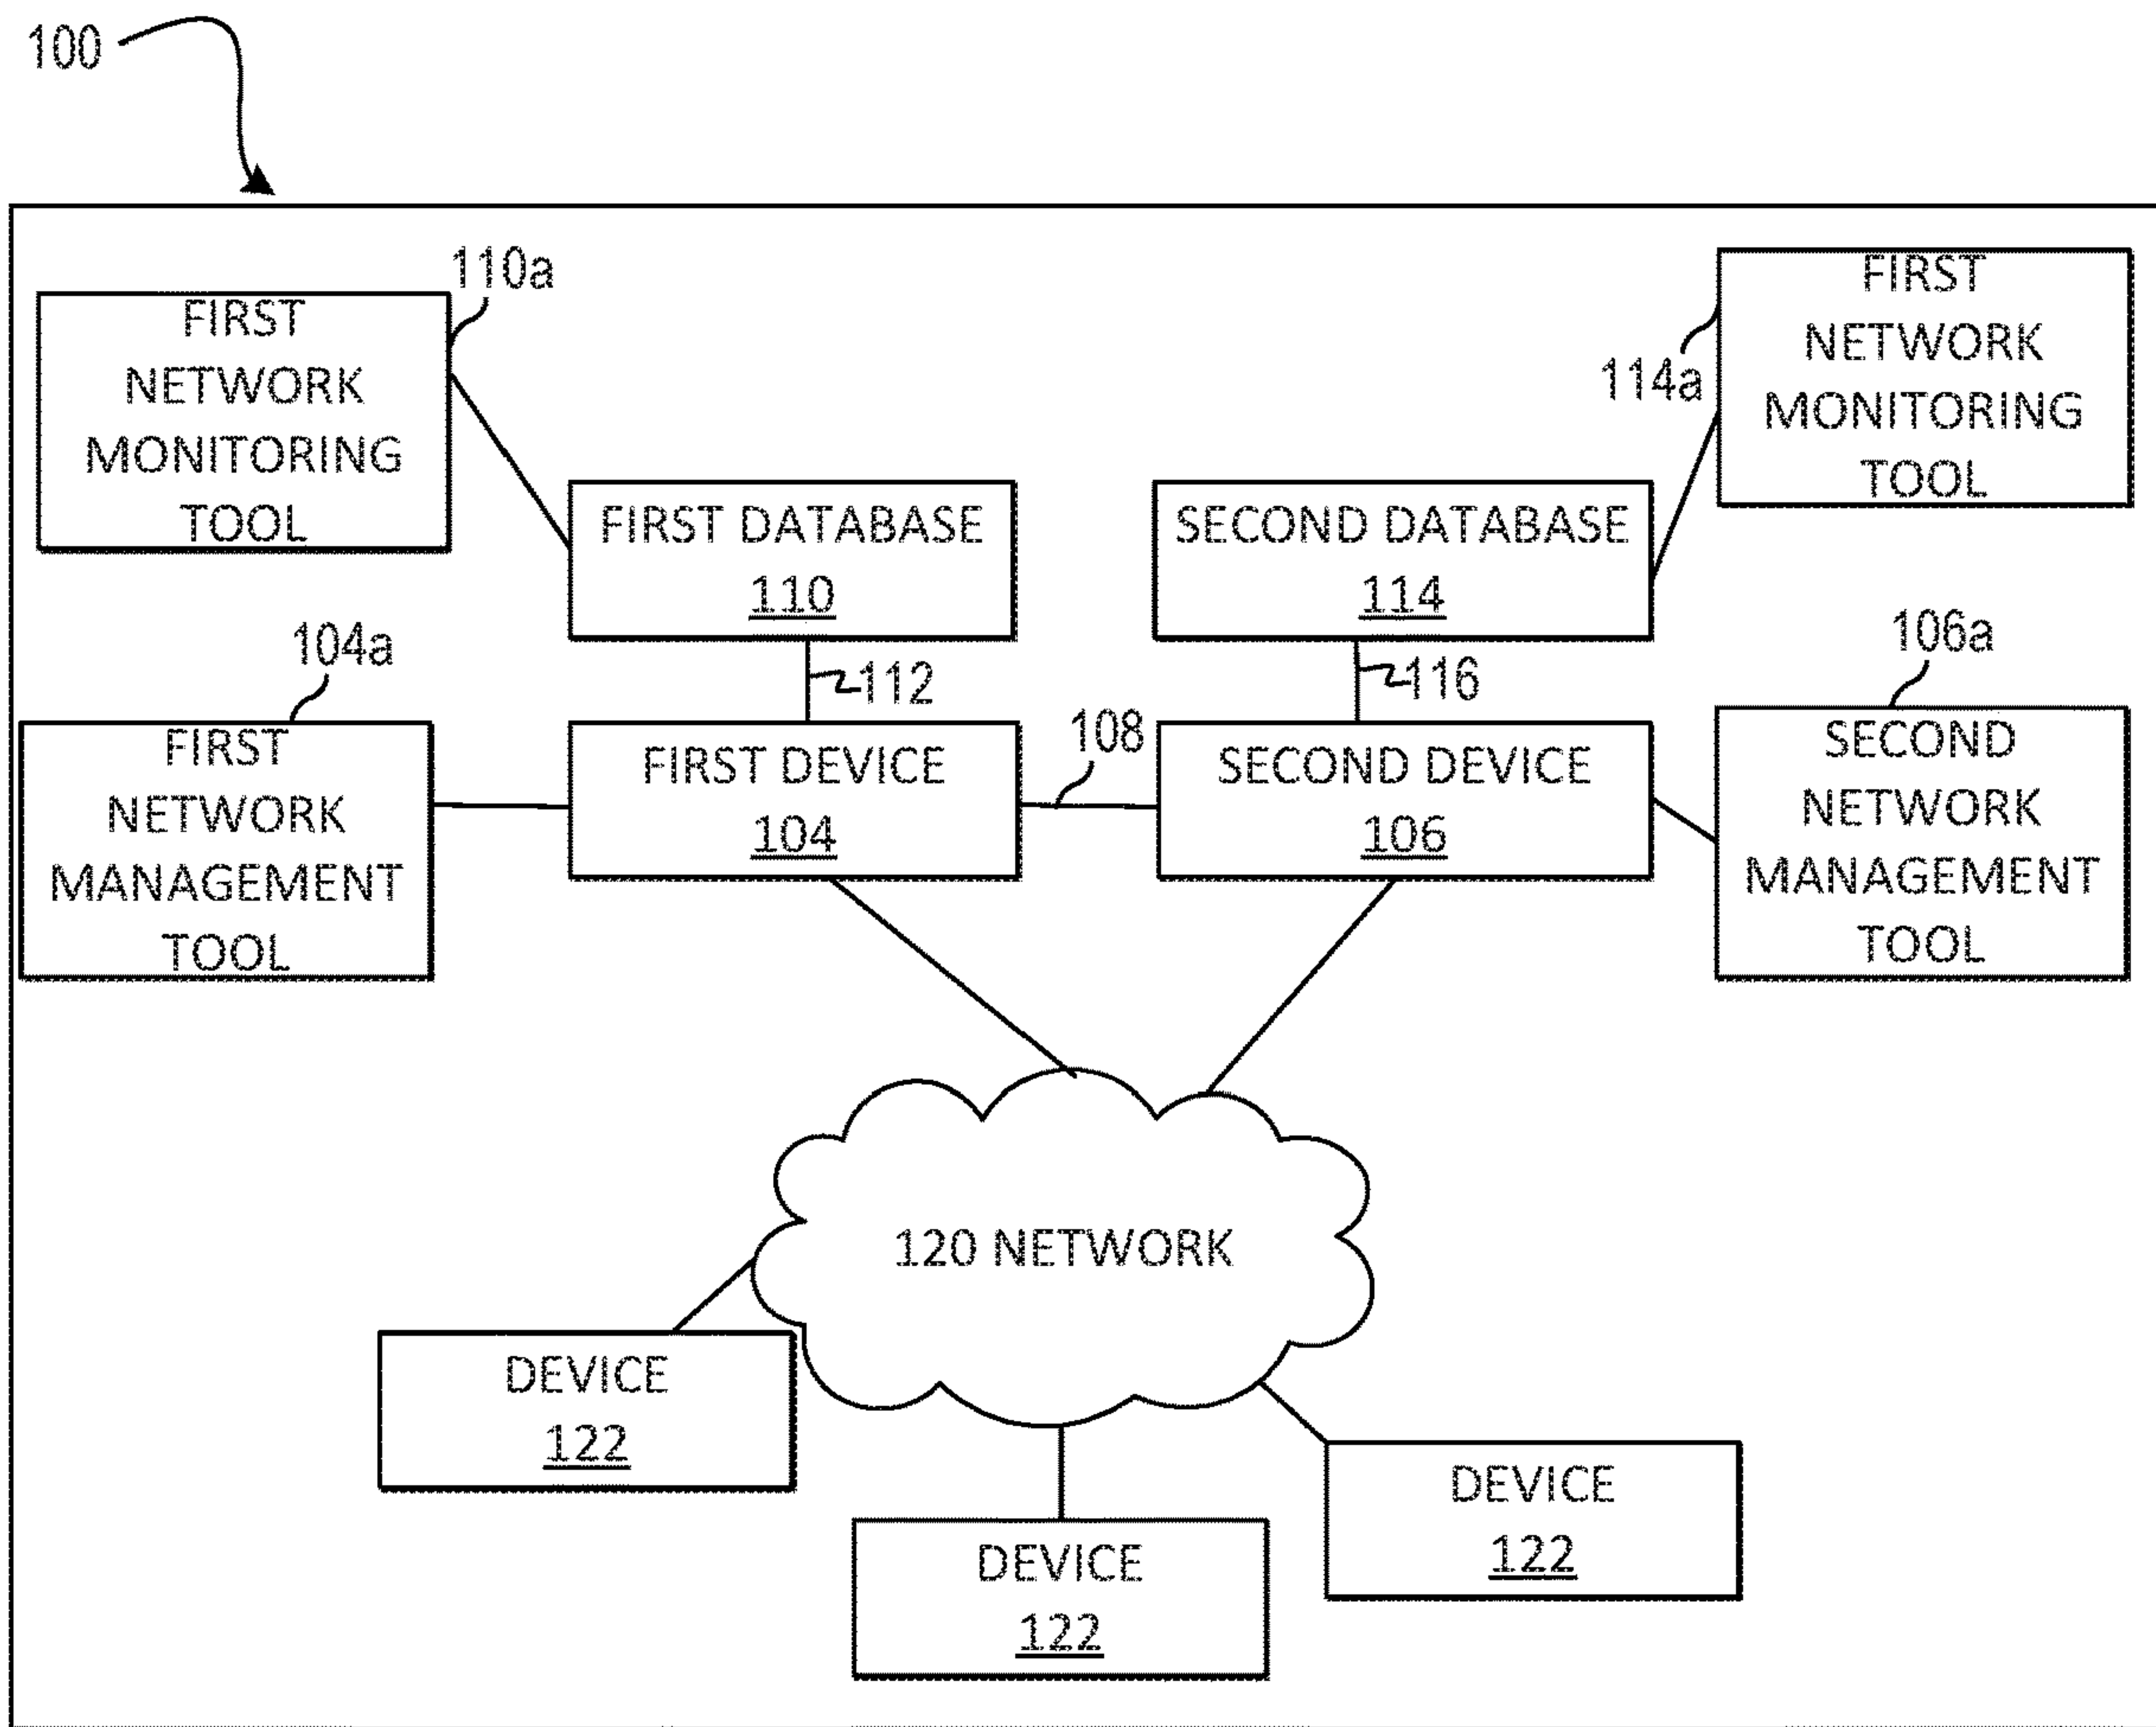 100
110a
FIRST
NETWORK
MONITORING
TOOL
FIRST
NETWORK
MONITORING
TOOL
114a
FIRST DATABASE
110
SECOND DATABASE
114
104a
112
116
106a
108
FIRST
NETWORK
MANAGEMENT
TOOL
FIRST DEVICE
104
SECOND DEVICE
106
SECOND
NETWORK
MANAGEMENT
TOOL
120 NETWORK
DEVICE
122
DEVICE
122
DEVICE
122